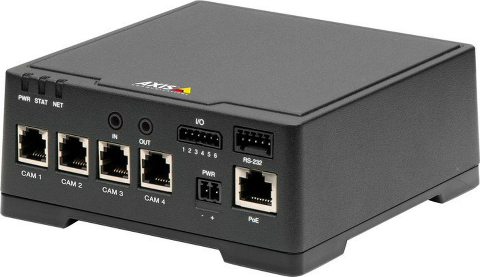 AXIS
PWR STAT NET
IN
OUT
I/O
1 2 3 4 5 6
RS-232
CAM 1
CAM 2
CAM 3
CAM 4
PWR
- +
PoE